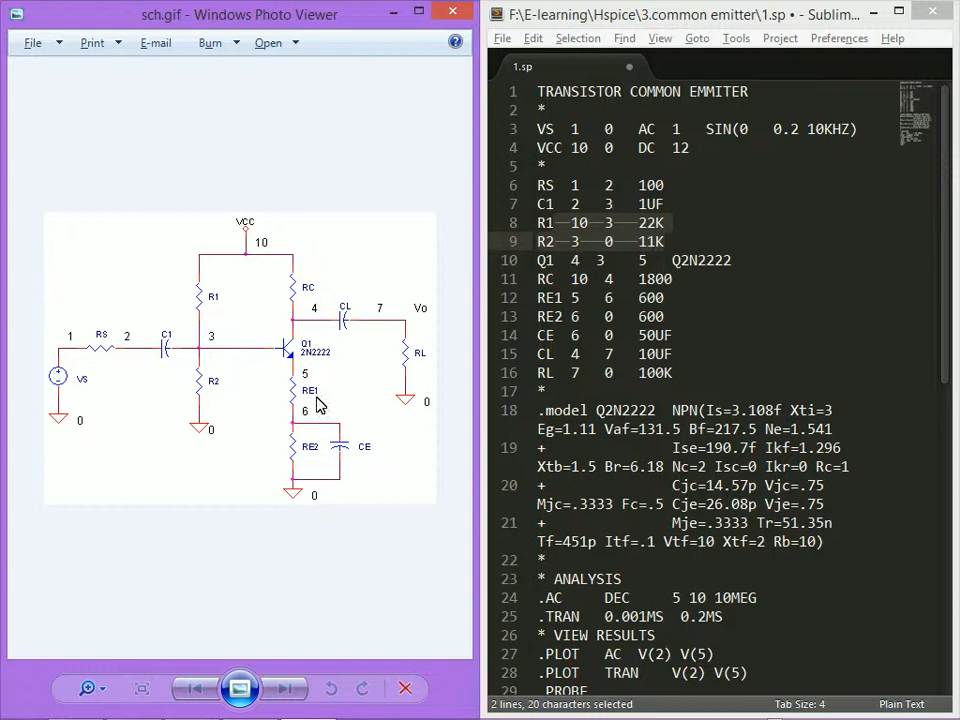 sch.gif - Windows Photo Viewer
File Print E-mail Burn Open
VCC
10
R1
RC
4
CL
7
Vo
1
RS
2
C1
3
Q1
2N2222
VS
R2
5
RE1
RL
0
0
0
6
RE2
CE
0
F:\E-learning\Hspice\3.common emitter\1.sp • - Sublim...
File Edit Selection Find View Goto Tools Project Preferences Help
1.sp
1 TRANSISTOR COMMON EMMITER
2 *
3 VS 1 0 AC 1 SIN(0 0.2 10KHZ)
4 VCC 10 0 DC 12
5 *
6 RS 1 2 100
7 C1 2 3 1UF
8 R1 10 3 22K
9 R2 3 0 11K
10 Q1 4 3 5 Q2N2222
11 RC 10 4 1800
12 RE1 5 6 600
13 RE2 6 0 600
14 CE 6 0 50UF
15 CL 4 7 10UF
16 RL 7 0 100K
17 *
18 .model Q2N2222 NPN(Is=3.108f Xti=3
Eg=1.11 Vaf=131.5 Bf=217.5 Ne=1.541
19 + Ise=190.7f Ikf=1.296
Xtb=1.5 Br=6.18 Nc=2 Isc=0 Ikr=0 Rc=1
20 + Cjc=14.57p Vjc=.75
Mjc=.3333 Fc=.5 Cje=26.08p Vje=.75
21 + Mje=.3333 Tr=51.35n
Tf=451p Itf=.1 Vtf=10 Xtf=2 Rb=10)
22 *
23 * ANALYSIS
24 .AC DEC 5 10 10MEG
25 .TRAN 0.001MS 0.2MS
26 * VIEW RESULTS
27 .PLOT AC V(2) V(5)
28 .PLOT TRAN V(2) V(5)
29 .PROBE
2 lines, 20 characters selected Tab Size: 4 Plain Text